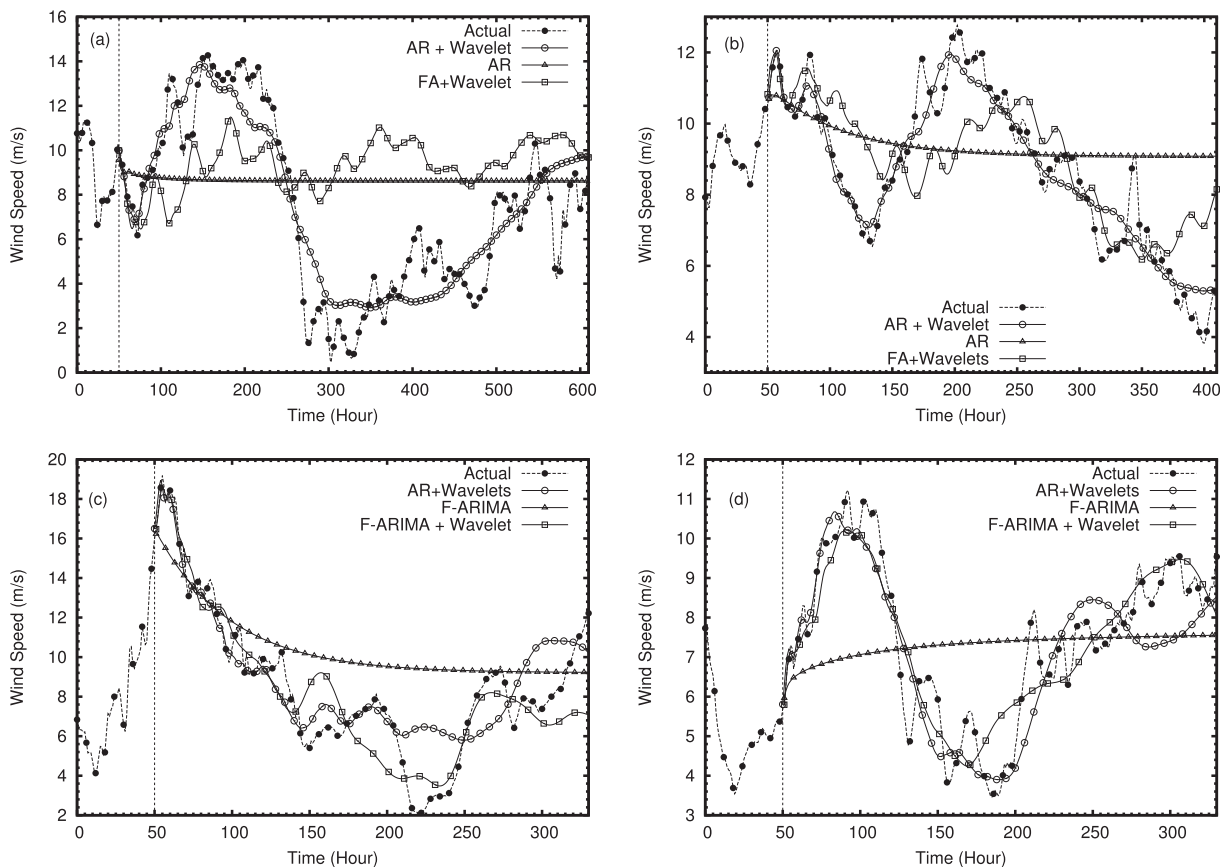 (a)
Actual
AR + Wavelet
AR
FA+Wavelet
Wind Speed (m/s)
16
14
12
10
8
6
4
2
0
0 100 200 300 400 500 600
Time (Hour)
(b)
Actual
AR + Wavelet
AR
FA+Wavelets
Wind Speed (m/s)
12
10
8
6
4
0 50 100 150 200 250 300 350 400
Time (Hour)
(c)
Actual
AR+Wavelets
F-ARIMA
F-ARIMA + Wavelet
Wind Speed (m/s)
20
18
16
14
12
10
8
6
4
2
0 50 100 150 200 250 300
Time (Hour)
(d)
Actual
AR+Wavelets
F-ARIMA
F-ARIMA + Wavelet
Wind Speed (m/s)
12
11
10
9
8
7
6
5
4
3
0 50 100 150 200 250 300
Time (Hour)